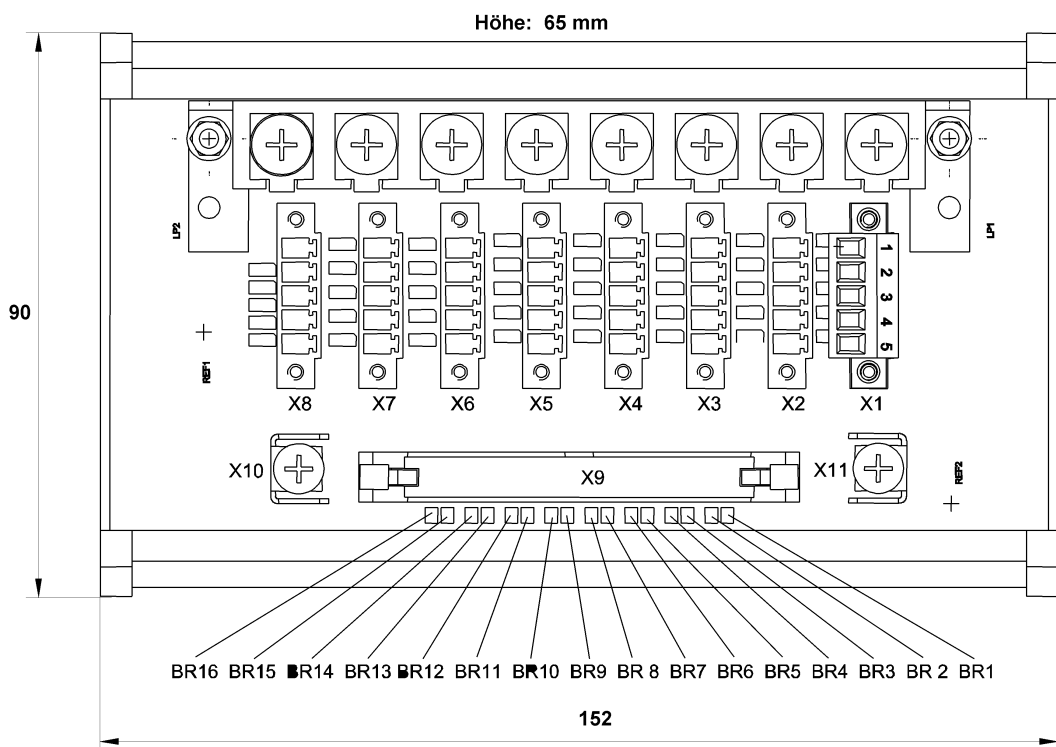 Höhe: 65 mm
LP2
LP1
1
2
3
4
5
90
REF1
X8 X7 X6 X5 X4 X3 X2 X1
X10 X9 X11
REF2
BR16 BR15 BR14 BR13 BR12 BR11 BR10 BR9 BR 8 BR7 BR6 BR5 BR4 BR3 BR 2 BR1
152